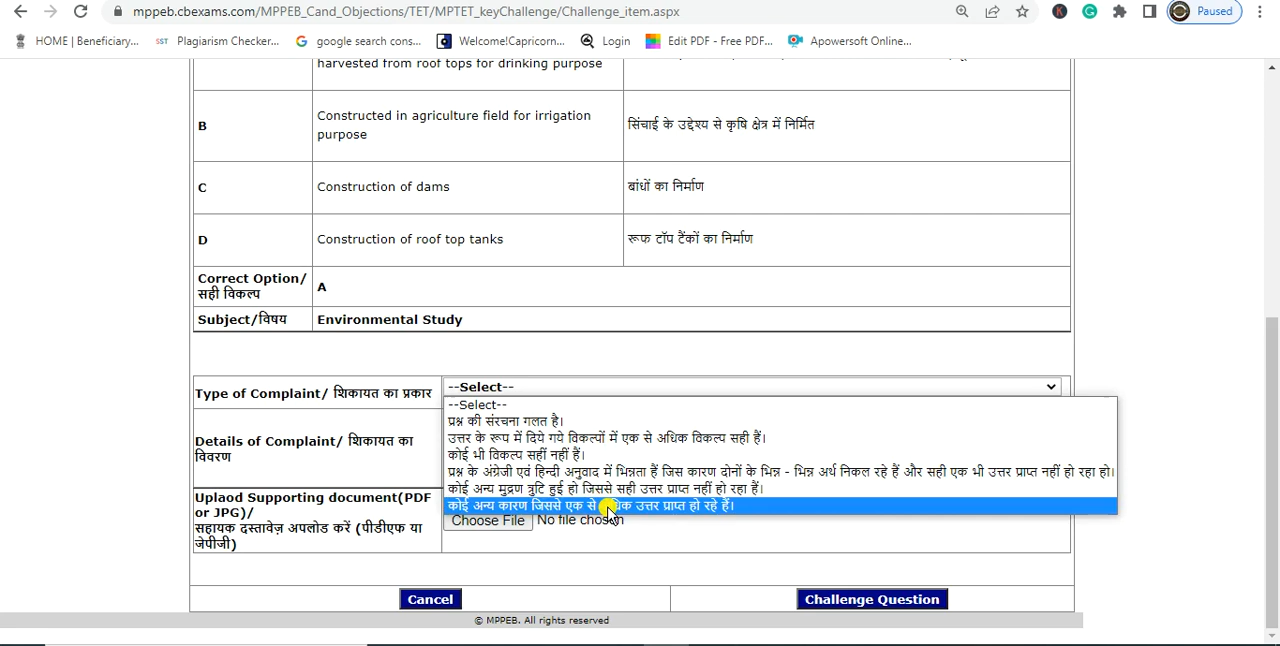 mppeb.cbexams.com/MPPEB_Cand_Objections/TET/MPTET_keyChallenge/Challenge_item.aspx
K
G
Paused
HOME | Beneficiary...
SST Plagiarism Checker...
G google search cons...
Welcome!Capricorn...
Login
Edit PDF - Free PDF...
Apowersoft Online...
harvested from roof tops for drinking purpose
B
Constructed in agriculture field for irrigation
purpose
सिंचाई के उद्देश्य से कृषि क्षेत्र में निर्मित
C
Construction of dams
बांधों का निर्माण
D
Construction of roof top tanks
रूफ टॉप टैंकों का निर्माण
Correct Option/
सही विकल्प
A
Subject/विषय
Environmental Study
Type of Complaint/ शिकायत का प्रकार
--Select--
--Select--
प्रश्न की संरचना गलत है।
उत्तर के रूप में दिये गये विकल्पों में एक से अधिक विकल्प सही हैं।
कोई भी विकल्प सहीं नहीं हैं।
प्रश्न के अंग्रेजी एवं हिन्दी अनुवाद में भिन्नता हैं जिस कारण दोनों के भिन्न - भिन्न अर्थ निकल रहे हैं और सही एक भी उत्तर प्राप्त नहीं हो रहा हो।
कोई अन्य मुद्रण त्रुटि हुई हो जिससे सही उत्तर प्राप्त नहीं हो रहा हैं।
कोई अन्य कारण जिससे एक से अधिक उत्तर प्राप्त हो रहे हैं।
Details of Complaint/ शिकायत का
विवरण
Uplaod Supporting document(PDF
or JPG)/
सहायक दस्तावेज़ अपलोड करें (पीडीएफ या
जेपीजी)
Choose File No file chosen
Cancel
Challenge Question
© MPPEB. All rights reserved